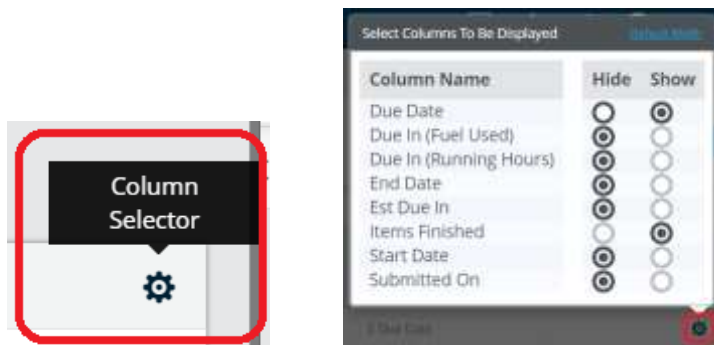 Column
Selector
Select Columns To Be Displayed
Column Name Hide Show
Due Date
Due In (Fuel Used)
Due In (Running Hours)
End Date
Est Due In
Items Finished
Start Date
Submitted On